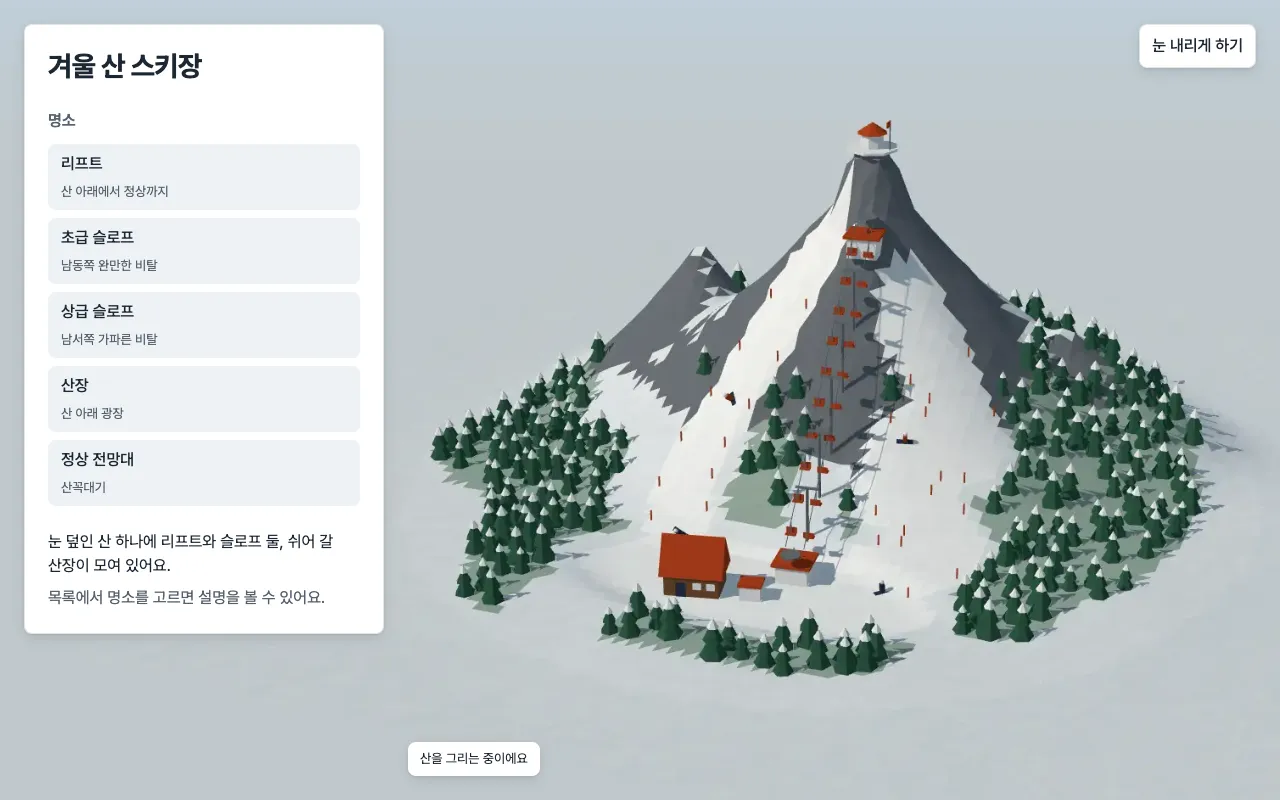 겨울 산 스키장
눈 내리게 하기
명소
리프트
산 아래에서 정상까지
초급 슬로프
남동쪽 완만한 비탈
상급 슬로프
남서쪽 가파른 비탈
산장
산 아래 광장
정상 전망대
산꼭대기
눈 덮인 산 하나에 리프트와 슬로프 둘, 쉬어 갈
산장이 모여 있어요.
목록에서 명소를 고르면 설명을 볼 수 있어요.
산을 그리는 중이에요